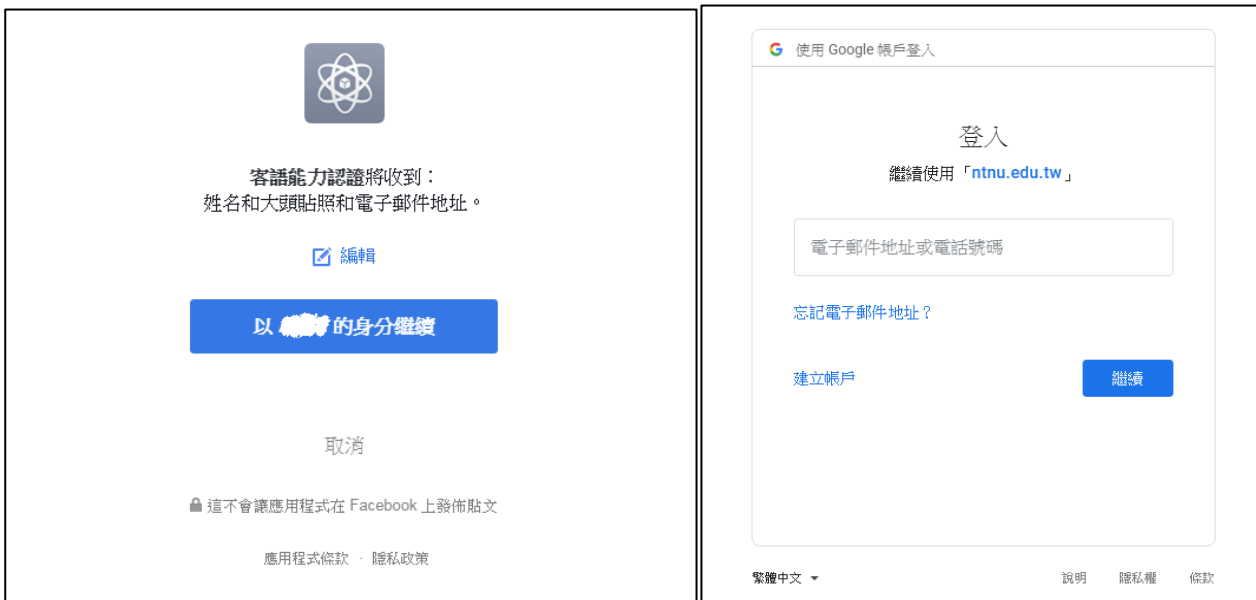 客語能力認證將收到：
姓名和大頭貼照和電子郵件地址。
編輯
以 的身分繼續
取消
這不會讓應用程式在 Facebook 上發佈貼文
應用程式條款 · 隱私政策
使用 Google 帳戶登入
登入
繼續使用「ntnu.edu.tw」
電子郵件地址或電話號碼
忘記電子郵件地址？
建立帳戶
繼續
繁體中文
說明 隱私權 條款